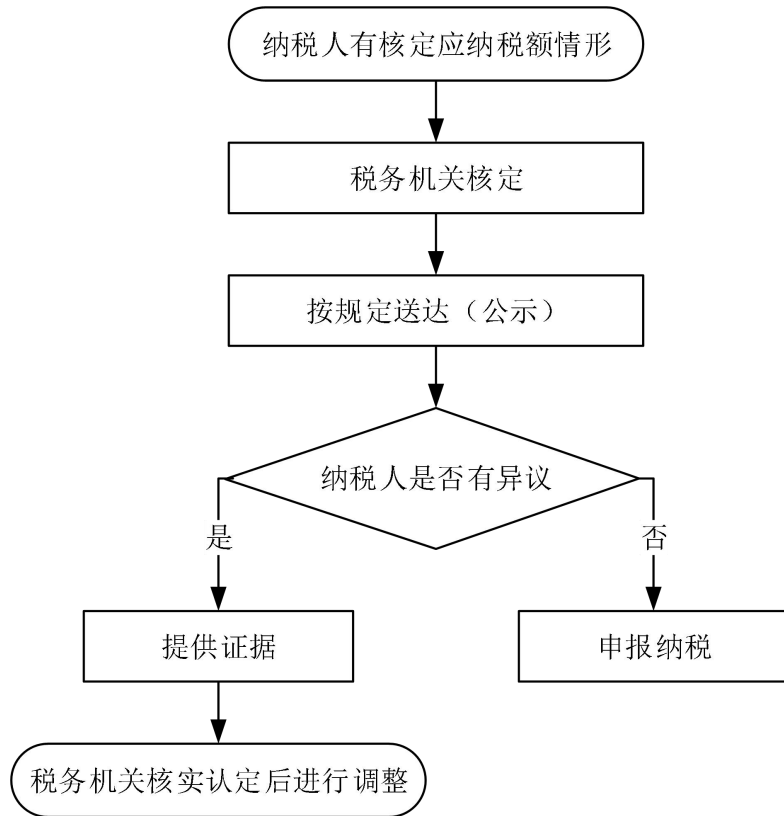 纳税人有核定应纳税额情形
税务机关核定
按规定送达（公示）
纳税人是否有异议
是
否
提供证据
申报纳税
税务机关核实认定后进行调整